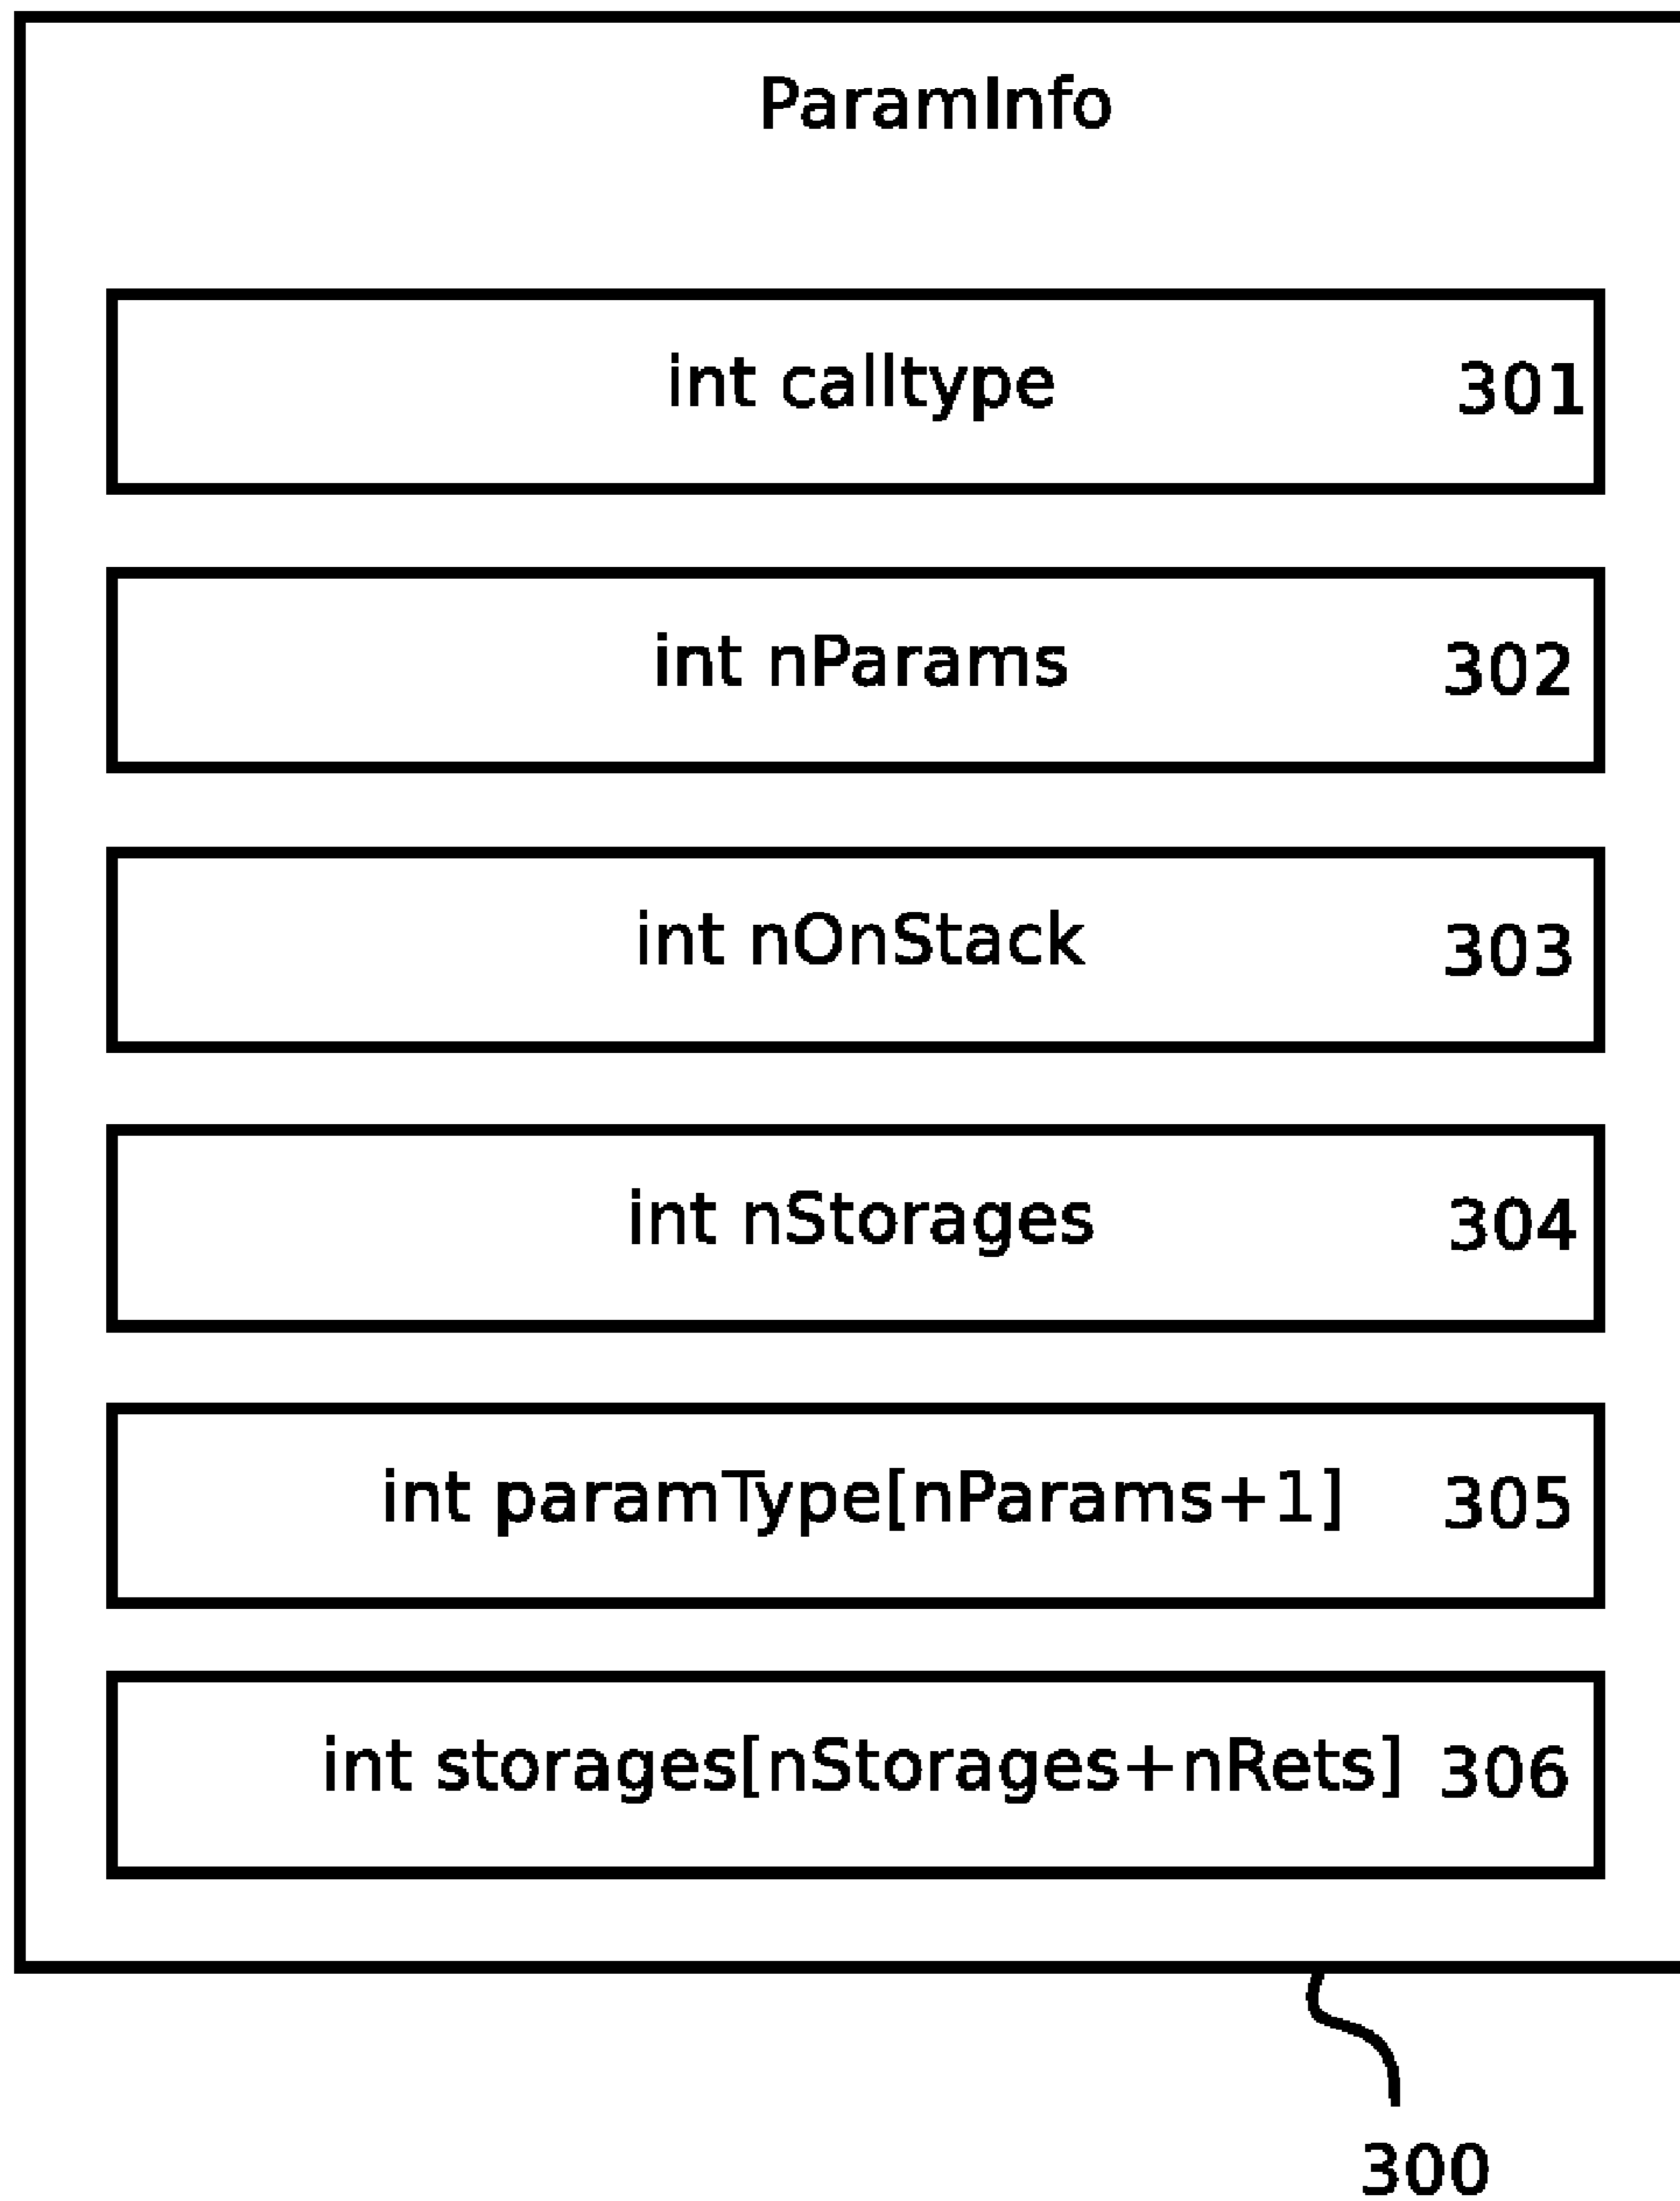 ParamInfo
int calltype 301
int nParams 302
int nOnStack 303
int nStorages 304
int paramType[nParams+1] 305
int storages[nStorages+nRets] 306
300